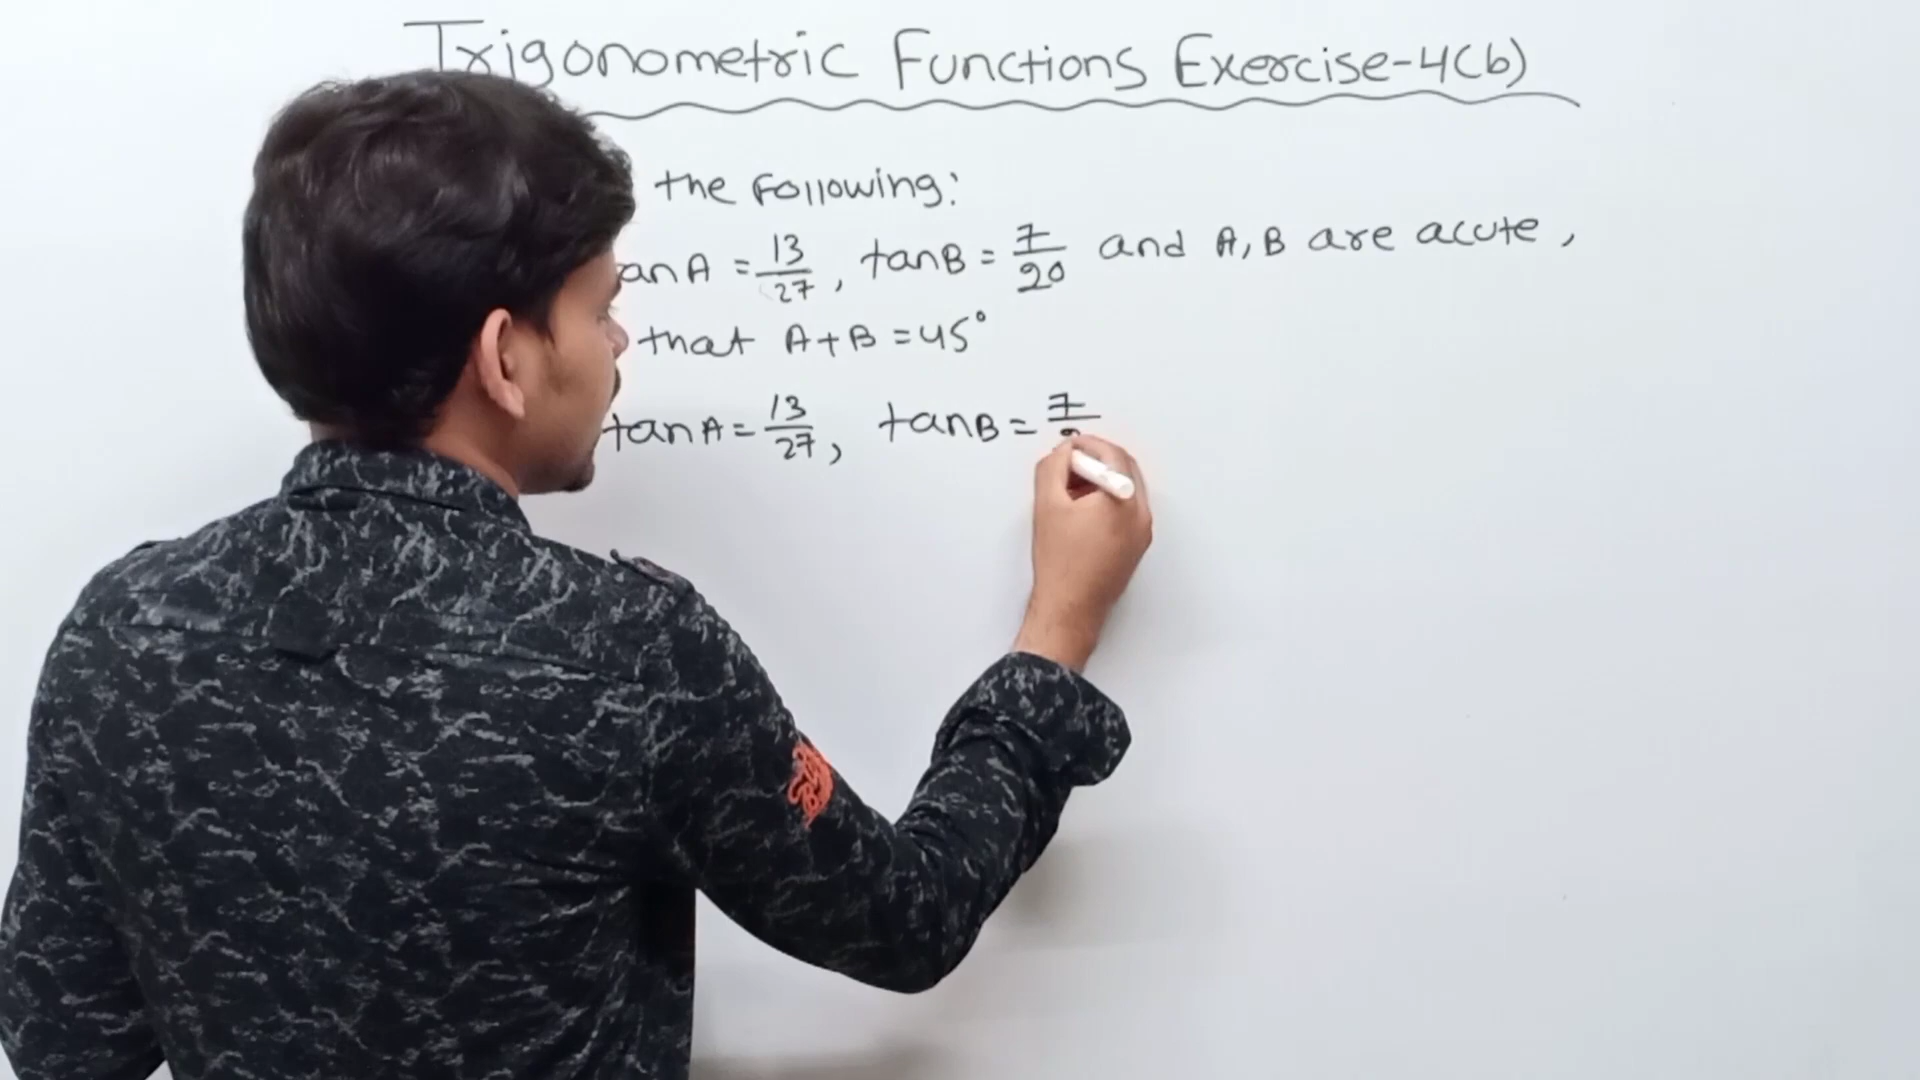 Trigonometric Functions Exercise-4(b)
the Following:
tanA = 13/27, tanB = 7/20 and A, B are acute,
that A+B = 45°
tanA = 13/27, tanB = 7/